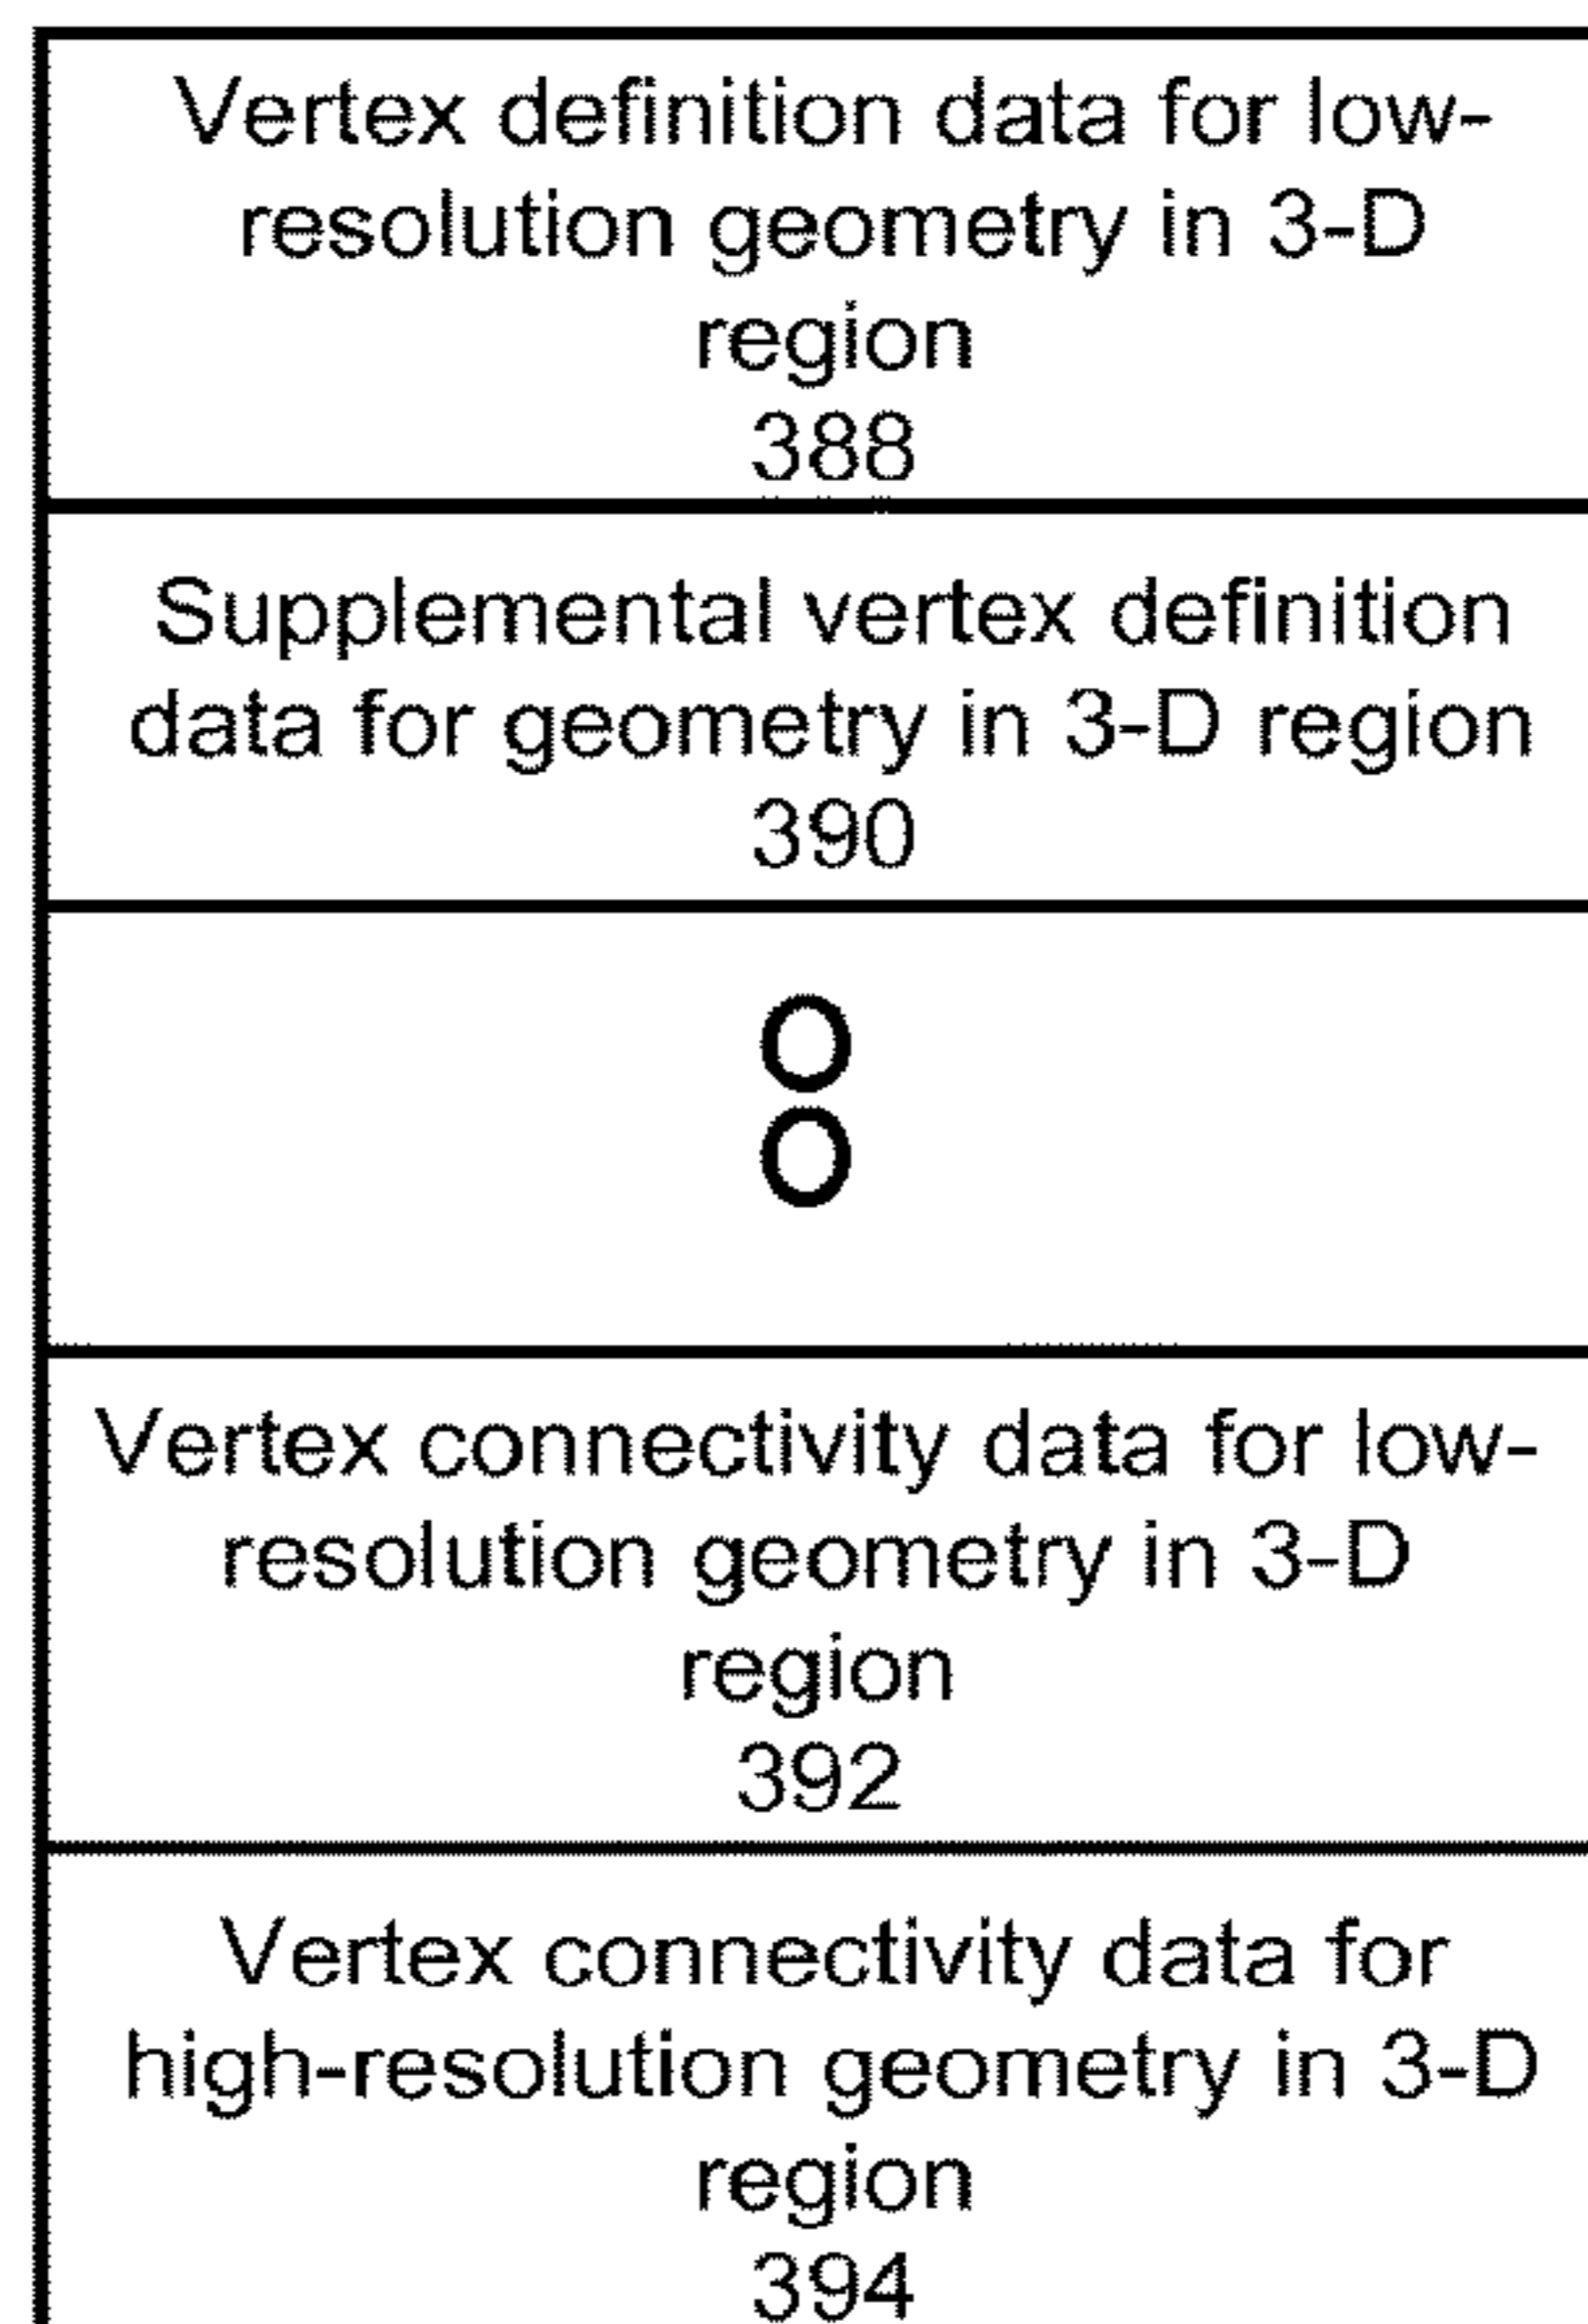 Vertex definition data for low-
resolution geometry in 3-D
region
388
Supplemental vertex definition
data for geometry in 3-D region
390
O
O
Vertex connectivity data for low-
resolution geometry in 3-D
region
392
Vertex connectivity data for
high-resolution geometry in 3-D
region
394